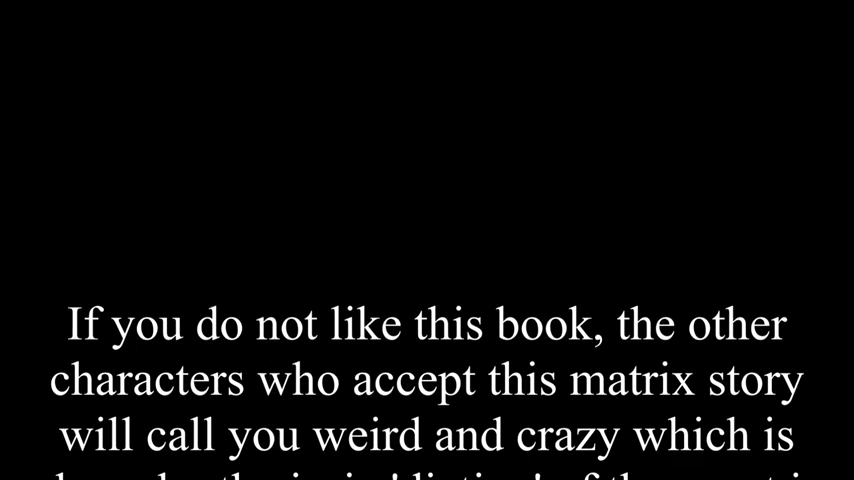 If you do not like this book, the other
characters who accept this matrix story
will call you weird and crazy which is